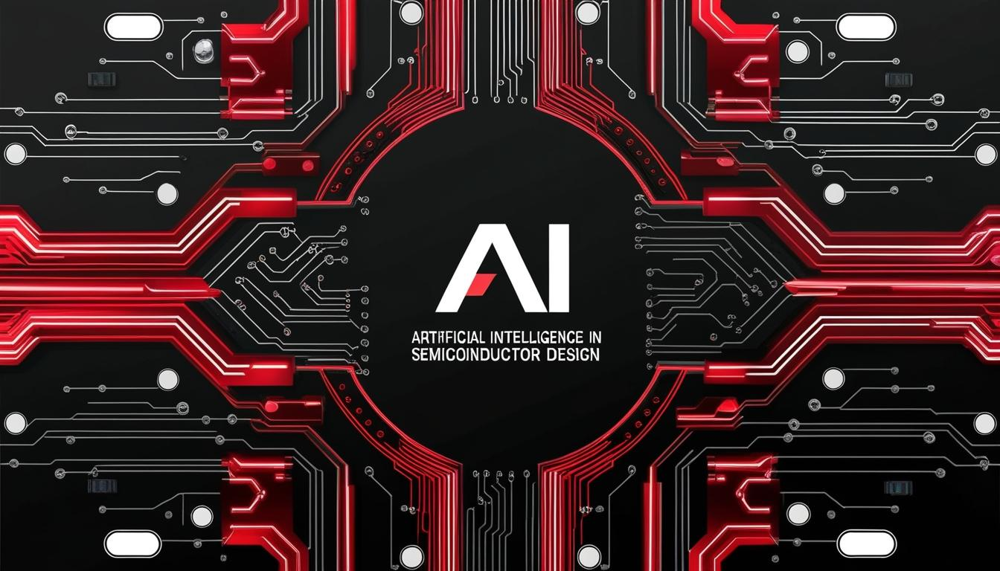 AI
ARTIFICIAL INTELLIGENCE IN
SEMICOINDUCTOR DESIGN